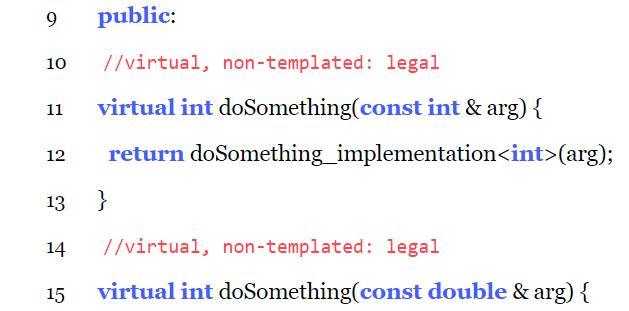 9 public:
10 //virtual, non-templated: legal
11 virtual int doSomething(const int & arg) {
12 return doSomething_implementation<int>(arg);
13 }
14 //virtual, non-templated: legal
15 virtual int doSomething(const double & arg) {